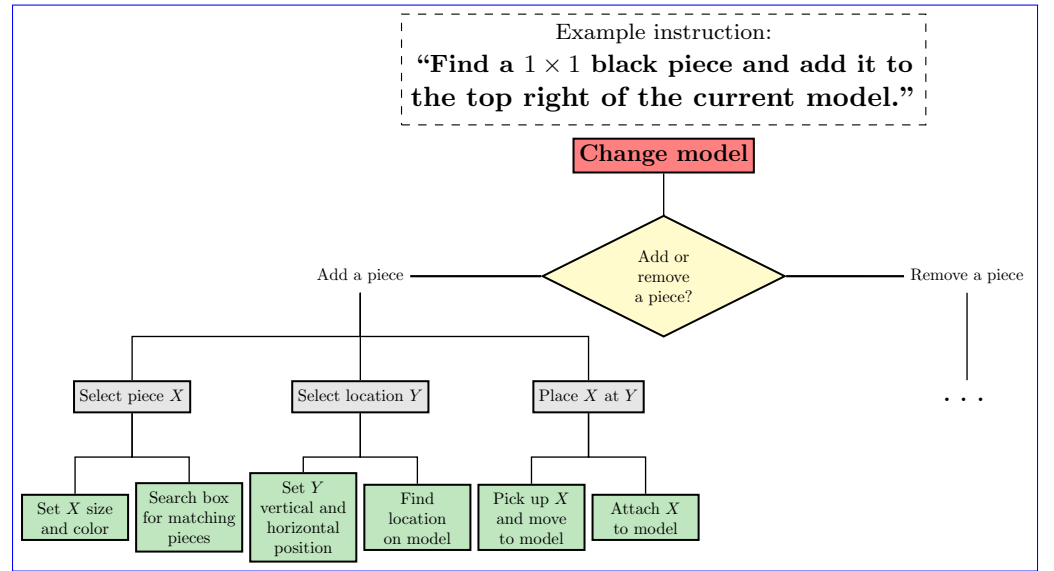 Example instruction:
“Find a 1 × 1 black piece and add it to
the top right of the current model.”
Change model
Add or
remove
a piece?
Add a piece
Remove a piece
Select piece X
Select location Y
Place X at Y
. . .
Set X size
and color
Search box
for matching
pieces
Set Y
vertical and
horizontal
position
Find
location
on model
Pick up X
and move
to model
Attach X
to model